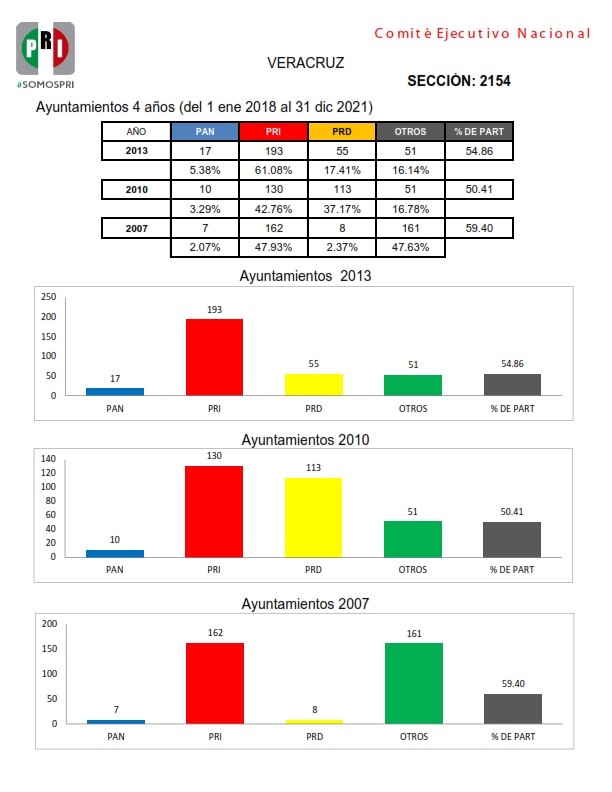 PRI
#SOMOSPRI
Comité Ejecutivo Nacional
VERACRUZ
SECCIÓN: 2154
Ayuntamientos 4 años (del 1 ene 2018 al 31 dic 2021)
AÑO PAN PRI PRD OTROS % DE PART
2013 17 193 55 51 54.86
5.38% 61.08% 17.41% 16.14%
2010 10 130 113 51 50.41
3.29% 42.76% 37.17% 16.78%
2007 7 162 8 161 59.40
2.07% 47.93% 2.37% 47.63%
Ayuntamientos 2013
250
200
150
100
50
0
17 193 55 51 54.86
PAN PRI PRD OTROS % DE PART
Ayuntamientos 2010
140
120
100
80
60
40
20
0
10 130 113 51 50.41
PAN PRI PRD OTROS % DE PART
Ayuntamientos 2007
200
150
100
50
0
7 162 8 161 59.40
PAN PRI PRD OTROS % DE PART